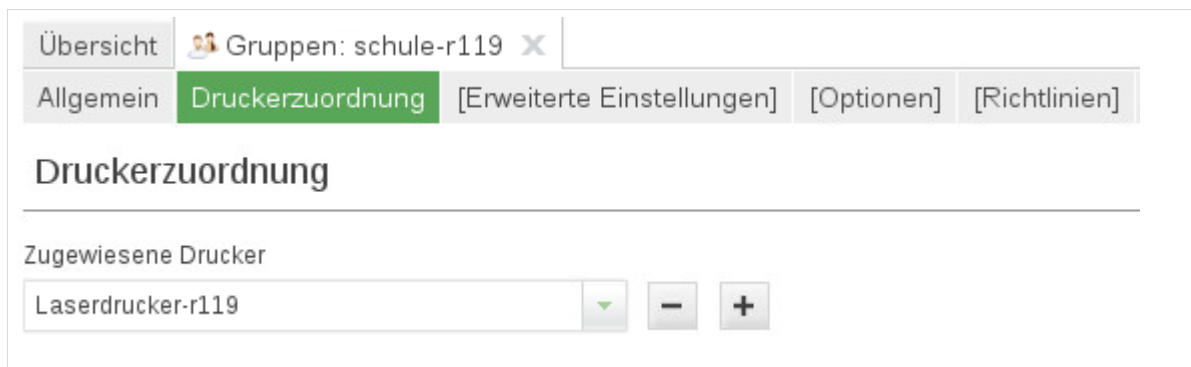 Übersicht Gruppen: schule-r119
Allgemein Druckerzuordnung [Erweiterte Einstellungen] [Optionen] [Richtlinien]
Druckerzuordnung
Zugewiesene Drucker
Laserdrucker-r119